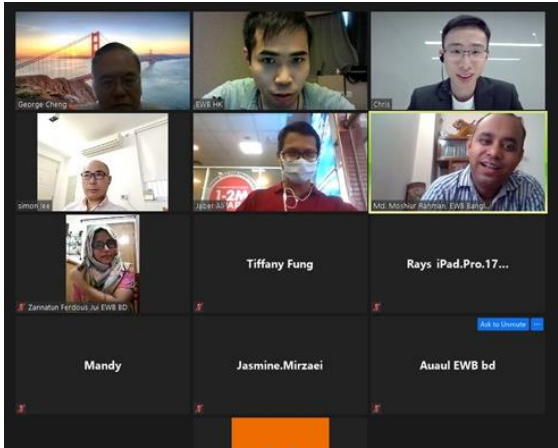 George Cheng
EWB HK
Chris
simon lee
Jaber Ali
1-2M
Md. Moshiur Rahman, EWB Bangl...
Zannatun Ferdous Jui EWB BD
Tiffany Fung
Rays iPad.Pro.17...
Ask to Unmute
Mandy
Jasmine.Mirzaei
Auaul EWB bd